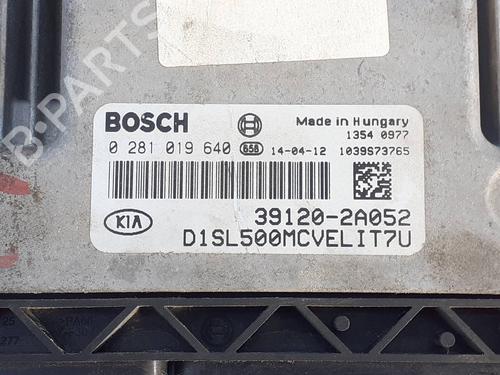 BOSCH
Made in Hungary
1354 0977
0 281 019 640 656 14-04-12 1039S73765
KIA
39120-2A052
D1SL500MCVELIT7U
B-PARTS